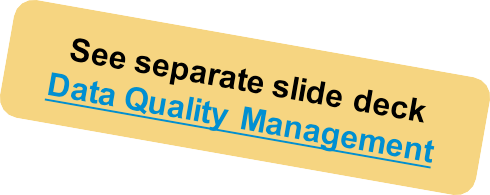 See separate slide deck
Data Quality Management